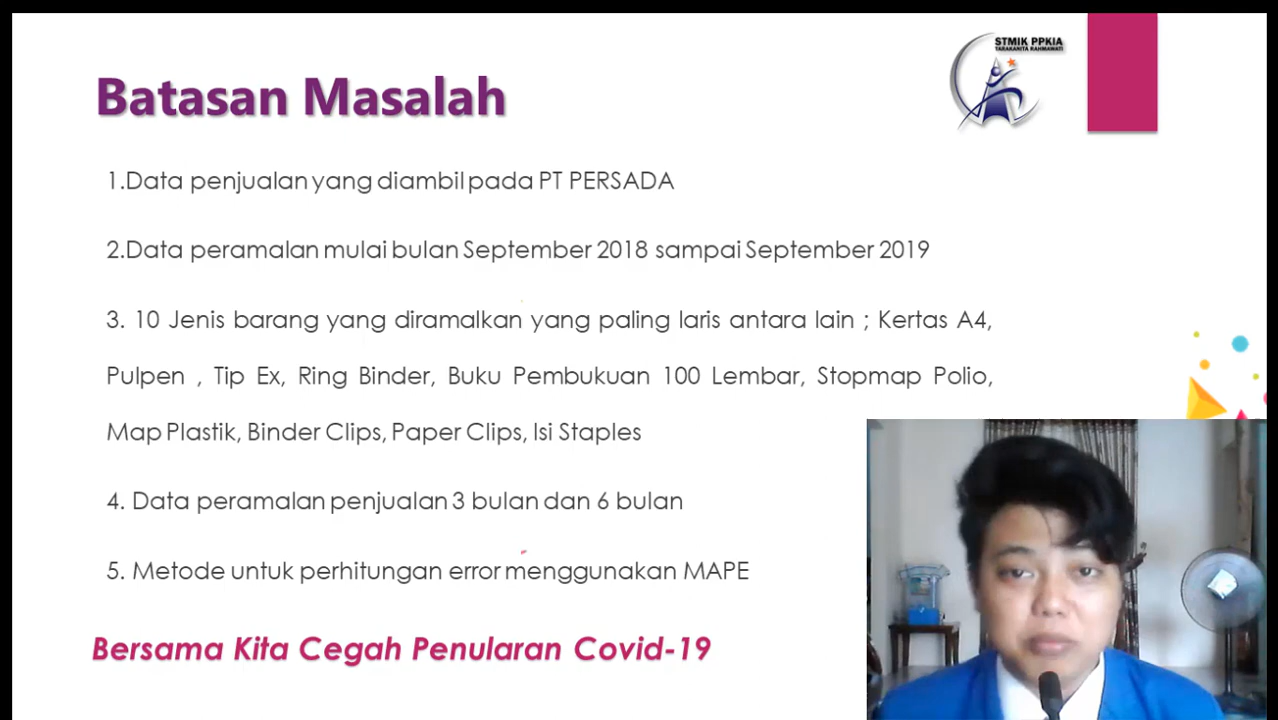 STMIK PPKIA
TARAKANITA RAHMAWATI
Batasan Masalah
1.Data penjualan yang diambil pada PT PERSADA
2.Data peramalan mulai bulan September 2018 sampai September 2019
3. 10 Jenis barang yang diramalkan yang paling laris antara lain ; Kertas A4,
Pulpen , Tip Ex, Ring Binder, Buku Pembukuan 100 Lembar, Stopmap Polio,
Map Plastik, Binder Clips, Paper Clips, Isi Staples
4. Data peramalan penjualan 3 bulan dan 6 bulan
5. Metode untuk perhitungan error menggunakan MAPE
Bersama Kita Cegah Penularan Covid-19